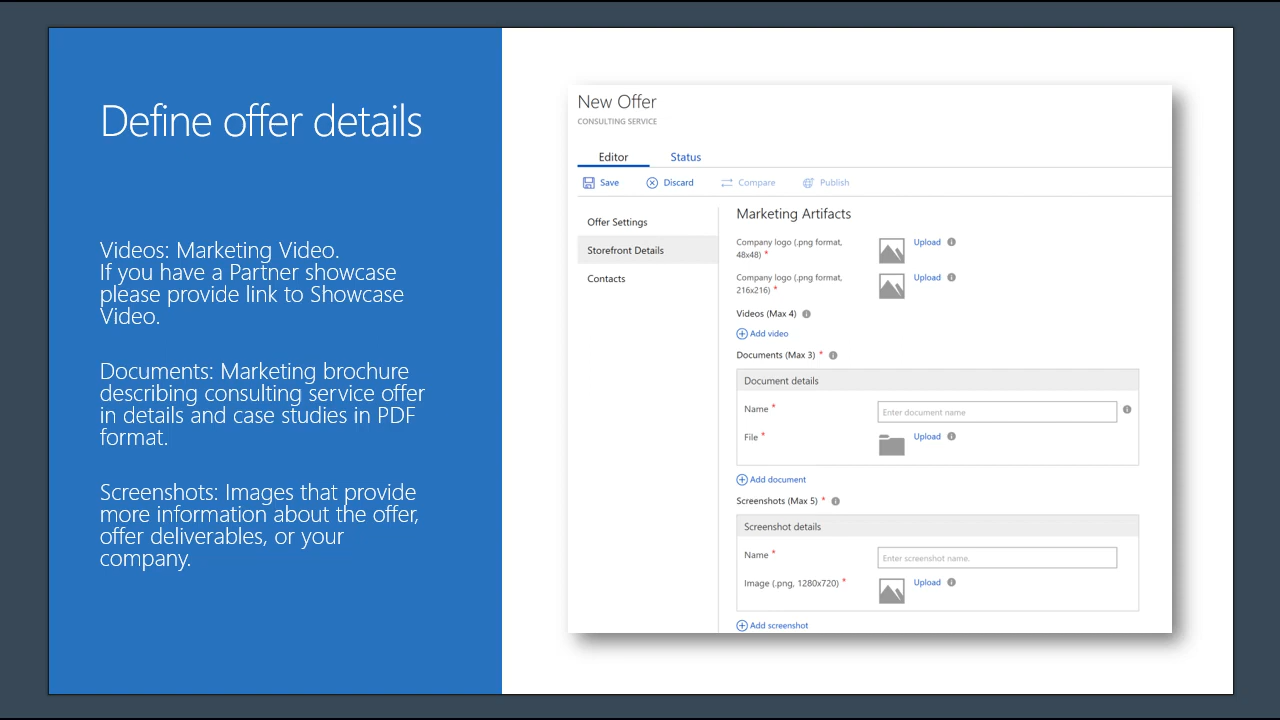 Define offer details
Videos: Marketing Video.
If you have a Partner showcase
please provide link to Showcase
Video.
Documents: Marketing brochure
describing consulting service offer
in details and case studies in PDF
format.
Screenshots: Images that provide
more information about the offer,
offer deliverables, or your
company.
New Offer
CONSULTING SERVICE
Editor Status
Save Discard Compare Publish
Offer Settings
Storefront Details
Contacts
Marketing Artifacts
Company logo (.png format,
48x48) *
Upload
Company logo (.png format,
216x216) *
Upload
Videos (Max 4)
Add video
Documents (Max 3) *
Document details
Name * Enter document name
File * Upload
Add document
Screenshots (Max 5) *
Screenshot details
Name * Enter screenshot name.
Image (.png, 1280x720) * Upload
Add screenshot